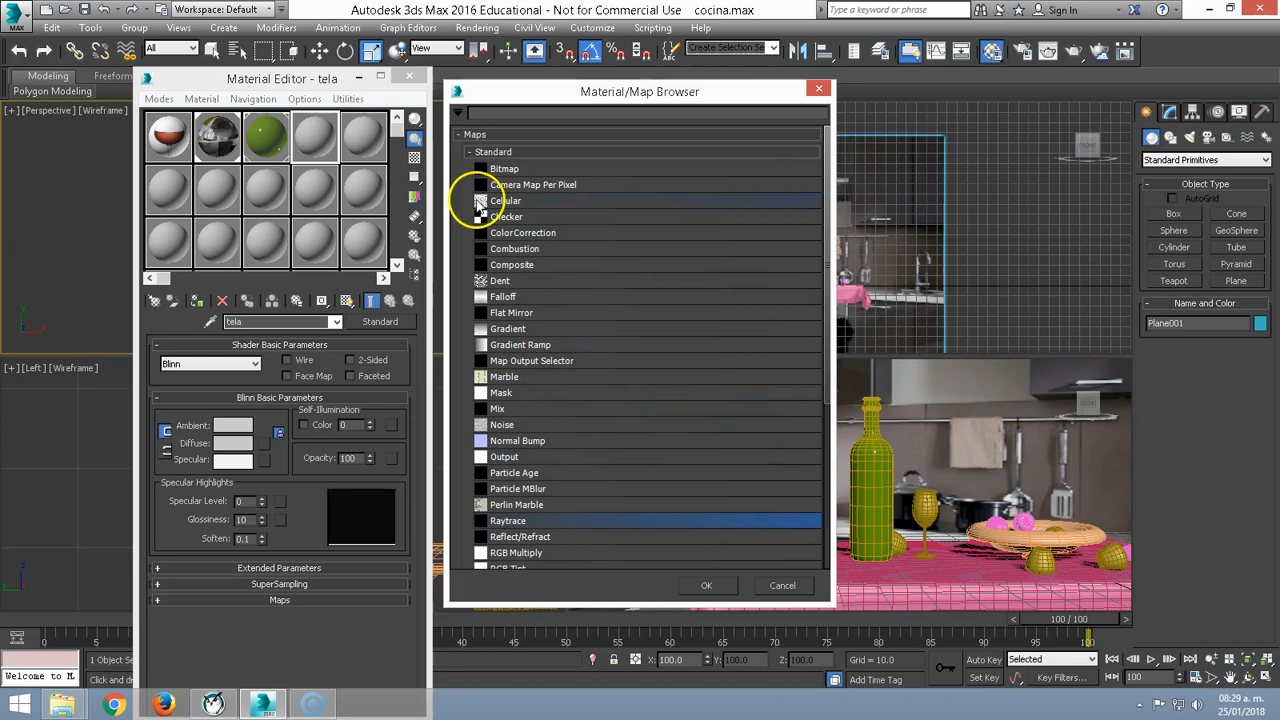 MAX
Workspace: Default
Autodesk 3ds Max 2016 Educational - Not for Commercial Use cocina.max
Type a keyword or phrase
Sign In
Edit
Tools
Group
Views
Create
Modifiers
Animation
Graph Editors
Rendering
Civil View
Customize
Scripting
Help
All
View
Create Selection Se
Modeling
Freeform
Polygon Modeling
[+] [Perspective] [Wireframe]
[+] [Left] [Wireframe]
Material Editor - tela
Modes
Material
Navigation
Options
Utilities
tela
Standard
Shader Basic Parameters
Blinn
Wire
2-Sided
Face Map
Faceted
Blinn Basic Parameters
Self-Illumination
Ambient:
Color
0
Diffuse:
Specular:
Opacity: 100
Specular Highlights
Specular Level: 0
Glossiness: 10
Soften: 0.1
Extended Parameters
SuperSampling
Maps
Material/Map Browser
- Maps
- Standard
Bitmap
Camera Map Per Pixel
Cellular
Checker
ColorCorrection
Combustion
Composite
Dent
Falloff
Flat Mirror
Gradient
Gradient Ramp
Map Output Selector
Marble
Mask
Mix
Noise
Normal Bump
Output
Particle Age
Particle MBlur
Perlin Marble
Raytrace
Reflect/Refract
RGB Multiply
RGB Tint
OK
Cancel
FRONT
FRONT
Standard Primitives
Object Type
AutoGrid
Box
Cone
Sphere
GeoSphere
Cylinder
Tube
Torus
Pyramid
Teapot
Plane
Name and Color
Plane001
100 / 100
0
5
40
45
50
55
60
65
70
75
80
85
90
95
100
1 Object Se
Welcome to M
Click and dra
X: 100.0
Y: 100.0
Z: 100.0
Grid = 10.0
Add Time Tag
Auto Key
Selected
Set Key
Key Filters...
100
08:29 a. m.
25/01/2018